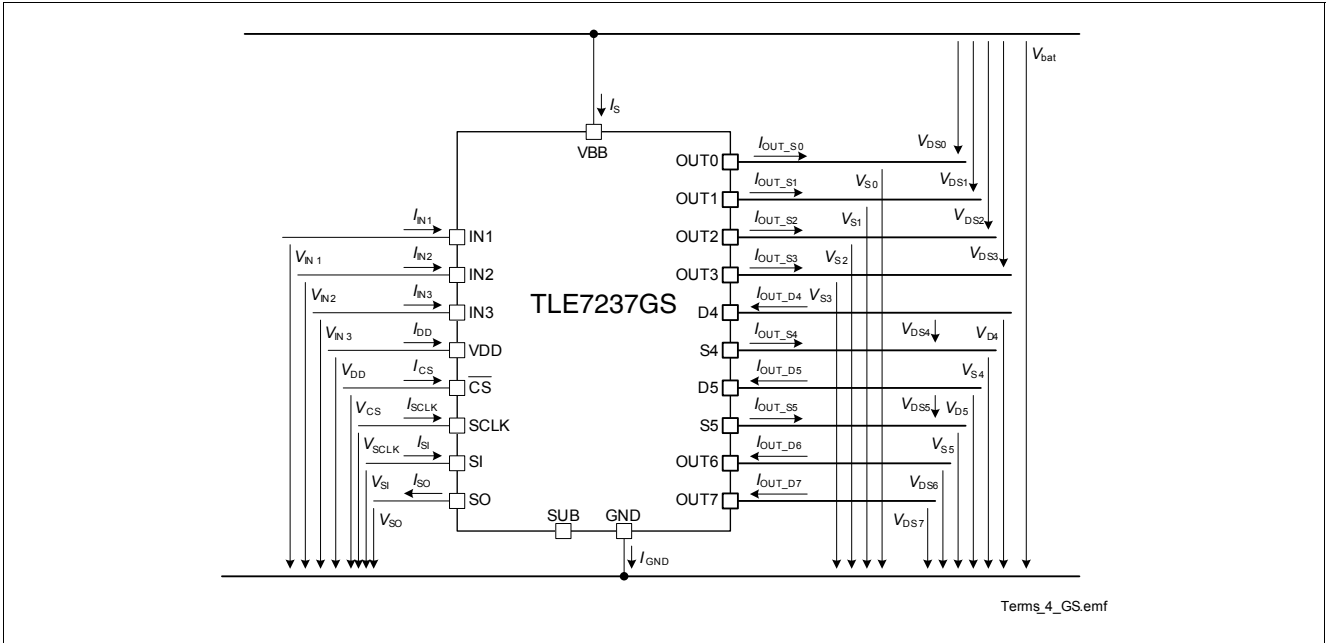 Vbat
IS
VBB
OUT0
IOUT_S0
VDS0
VS0
OUT1
IOUT_S1
VDS1
VS1
IIN1
IN1
VIN 1
OUT2
IOUT_S2
VDS2
VS2
IIN2
IN2
VIN2
OUT3
IOUT_S3
VDS3
VS3
TLE7237GS
IIN3
IN3
VIN 3
D4
IOUT_D4
VDS4
VD4
IDD
VDD
VDD
S4
IOUT_S4
VS4
ICS
CS
VCS
D5
IOUT_D5
VDS5
VD5
ISCLK
SCLK
VSCLK
S5
IOUT_S5
VS5
ISI
SI
VSI
OUT6
IOUT_D6
VDS6
ISO
SO
VSO
OUT7
IOUT_D7
VDS7
SUB
GND
IGND
Terms_4_GS.emf